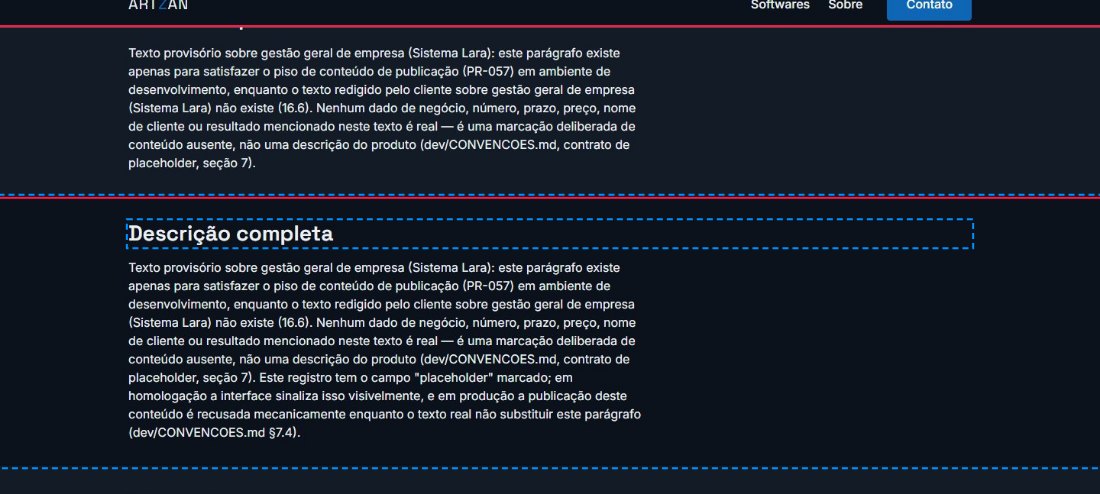 ARTZAN
Softwares Sobre Contato
Texto provisório sobre gestão geral de empresa (Sistema Lara): este parágrafo existe
apenas para satisfazer o piso de conteúdo de publicação (PR-057) em ambiente de
desenvolvimento, enquanto o texto redigido pelo cliente sobre gestão geral de empresa
(Sistema Lara) não existe (16.6). Nenhum dado de negócio, número, prazo, preço, nome
de cliente ou resultado mencionado neste texto é real — é uma marcação deliberada de
conteúdo ausente, não uma descrição do produto (dev/CONVENCOES.md, contrato de
placeholder, seção 7).
Descrição completa
Texto provisório sobre gestão geral de empresa (Sistema Lara): este parágrafo existe
apenas para satisfazer o piso de conteúdo de publicação (PR-057) em ambiente de
desenvolvimento, enquanto o texto redigido pelo cliente sobre gestão geral de empresa
(Sistema Lara) não existe (16.6). Nenhum dado de negócio, número, prazo, preço, nome
de cliente ou resultado mencionado neste texto é real — é uma marcação deliberada de
conteúdo ausente, não uma descrição do produto (dev/CONVENCOES.md, contrato de
placeholder, seção 7). Este registro tem o campo "placeholder" marcado; em
homologação a interface sinaliza isso visivelmente, e em produção a publicação deste
conteúdo é recusada mecanicamente enquanto o texto real não substituir este parágrafo
(dev/CONVENCOES.md §7.4).